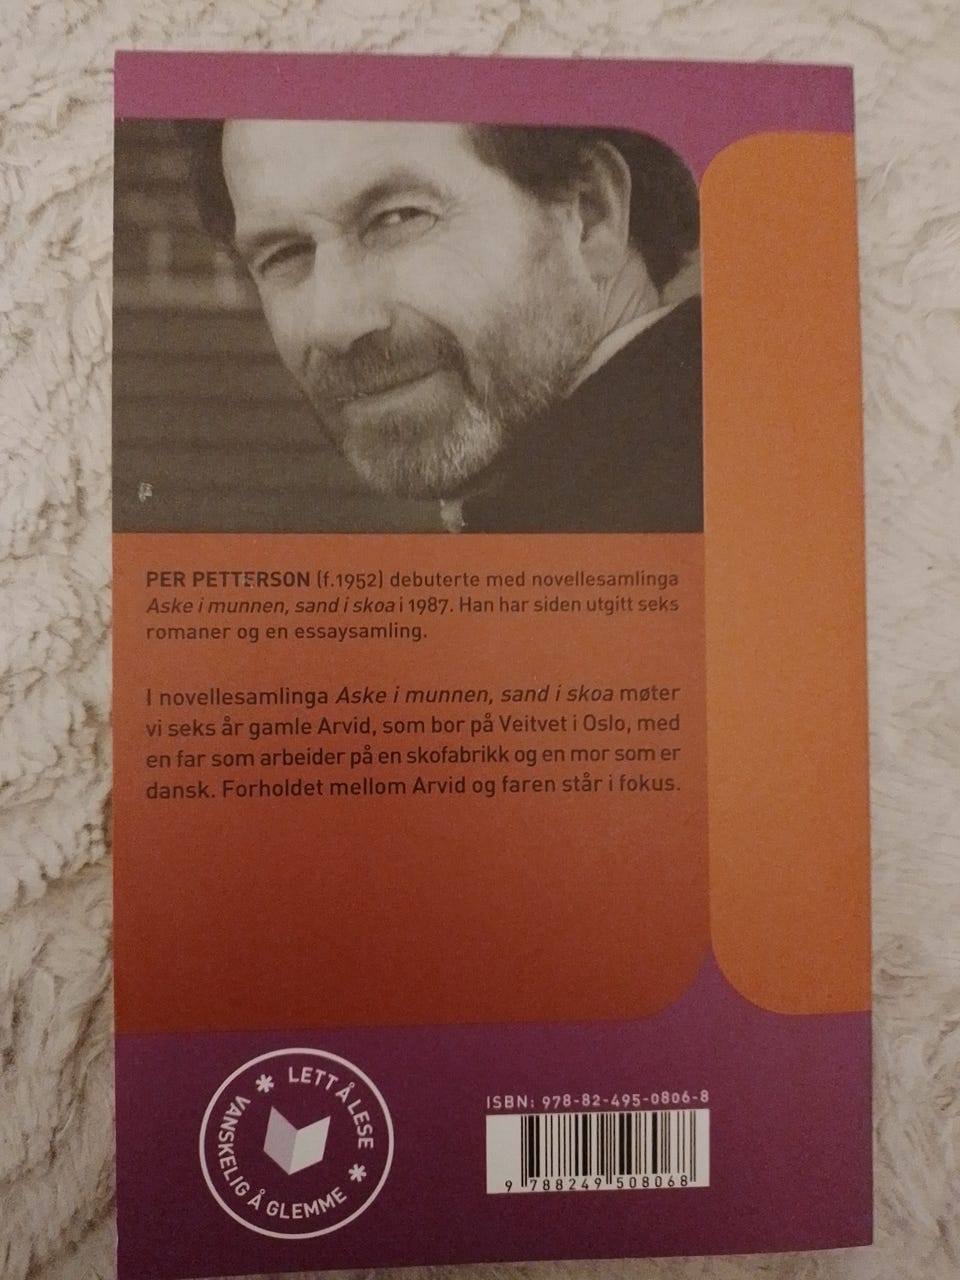 PER PETTERSON (f.1952) debuterte med novellesamlinga
Aske i munnen, sand i skoa i 1987. Han har siden utgitt seks
romaner og en essaysamling.
I novellesamlinga Aske i munnen, sand i skoa møter
vi seks år gamle Arvid, som bor på Veitvet i Oslo, med
en far som arbeider på en skofabrikk og en mor som er
dansk. Forholdet mellom Arvid og faren står i fokus.
* LETT Å LESE * VANSKELIG Å GLEMME
ISBN: 978-82-495-0806-8
9 788249 508068